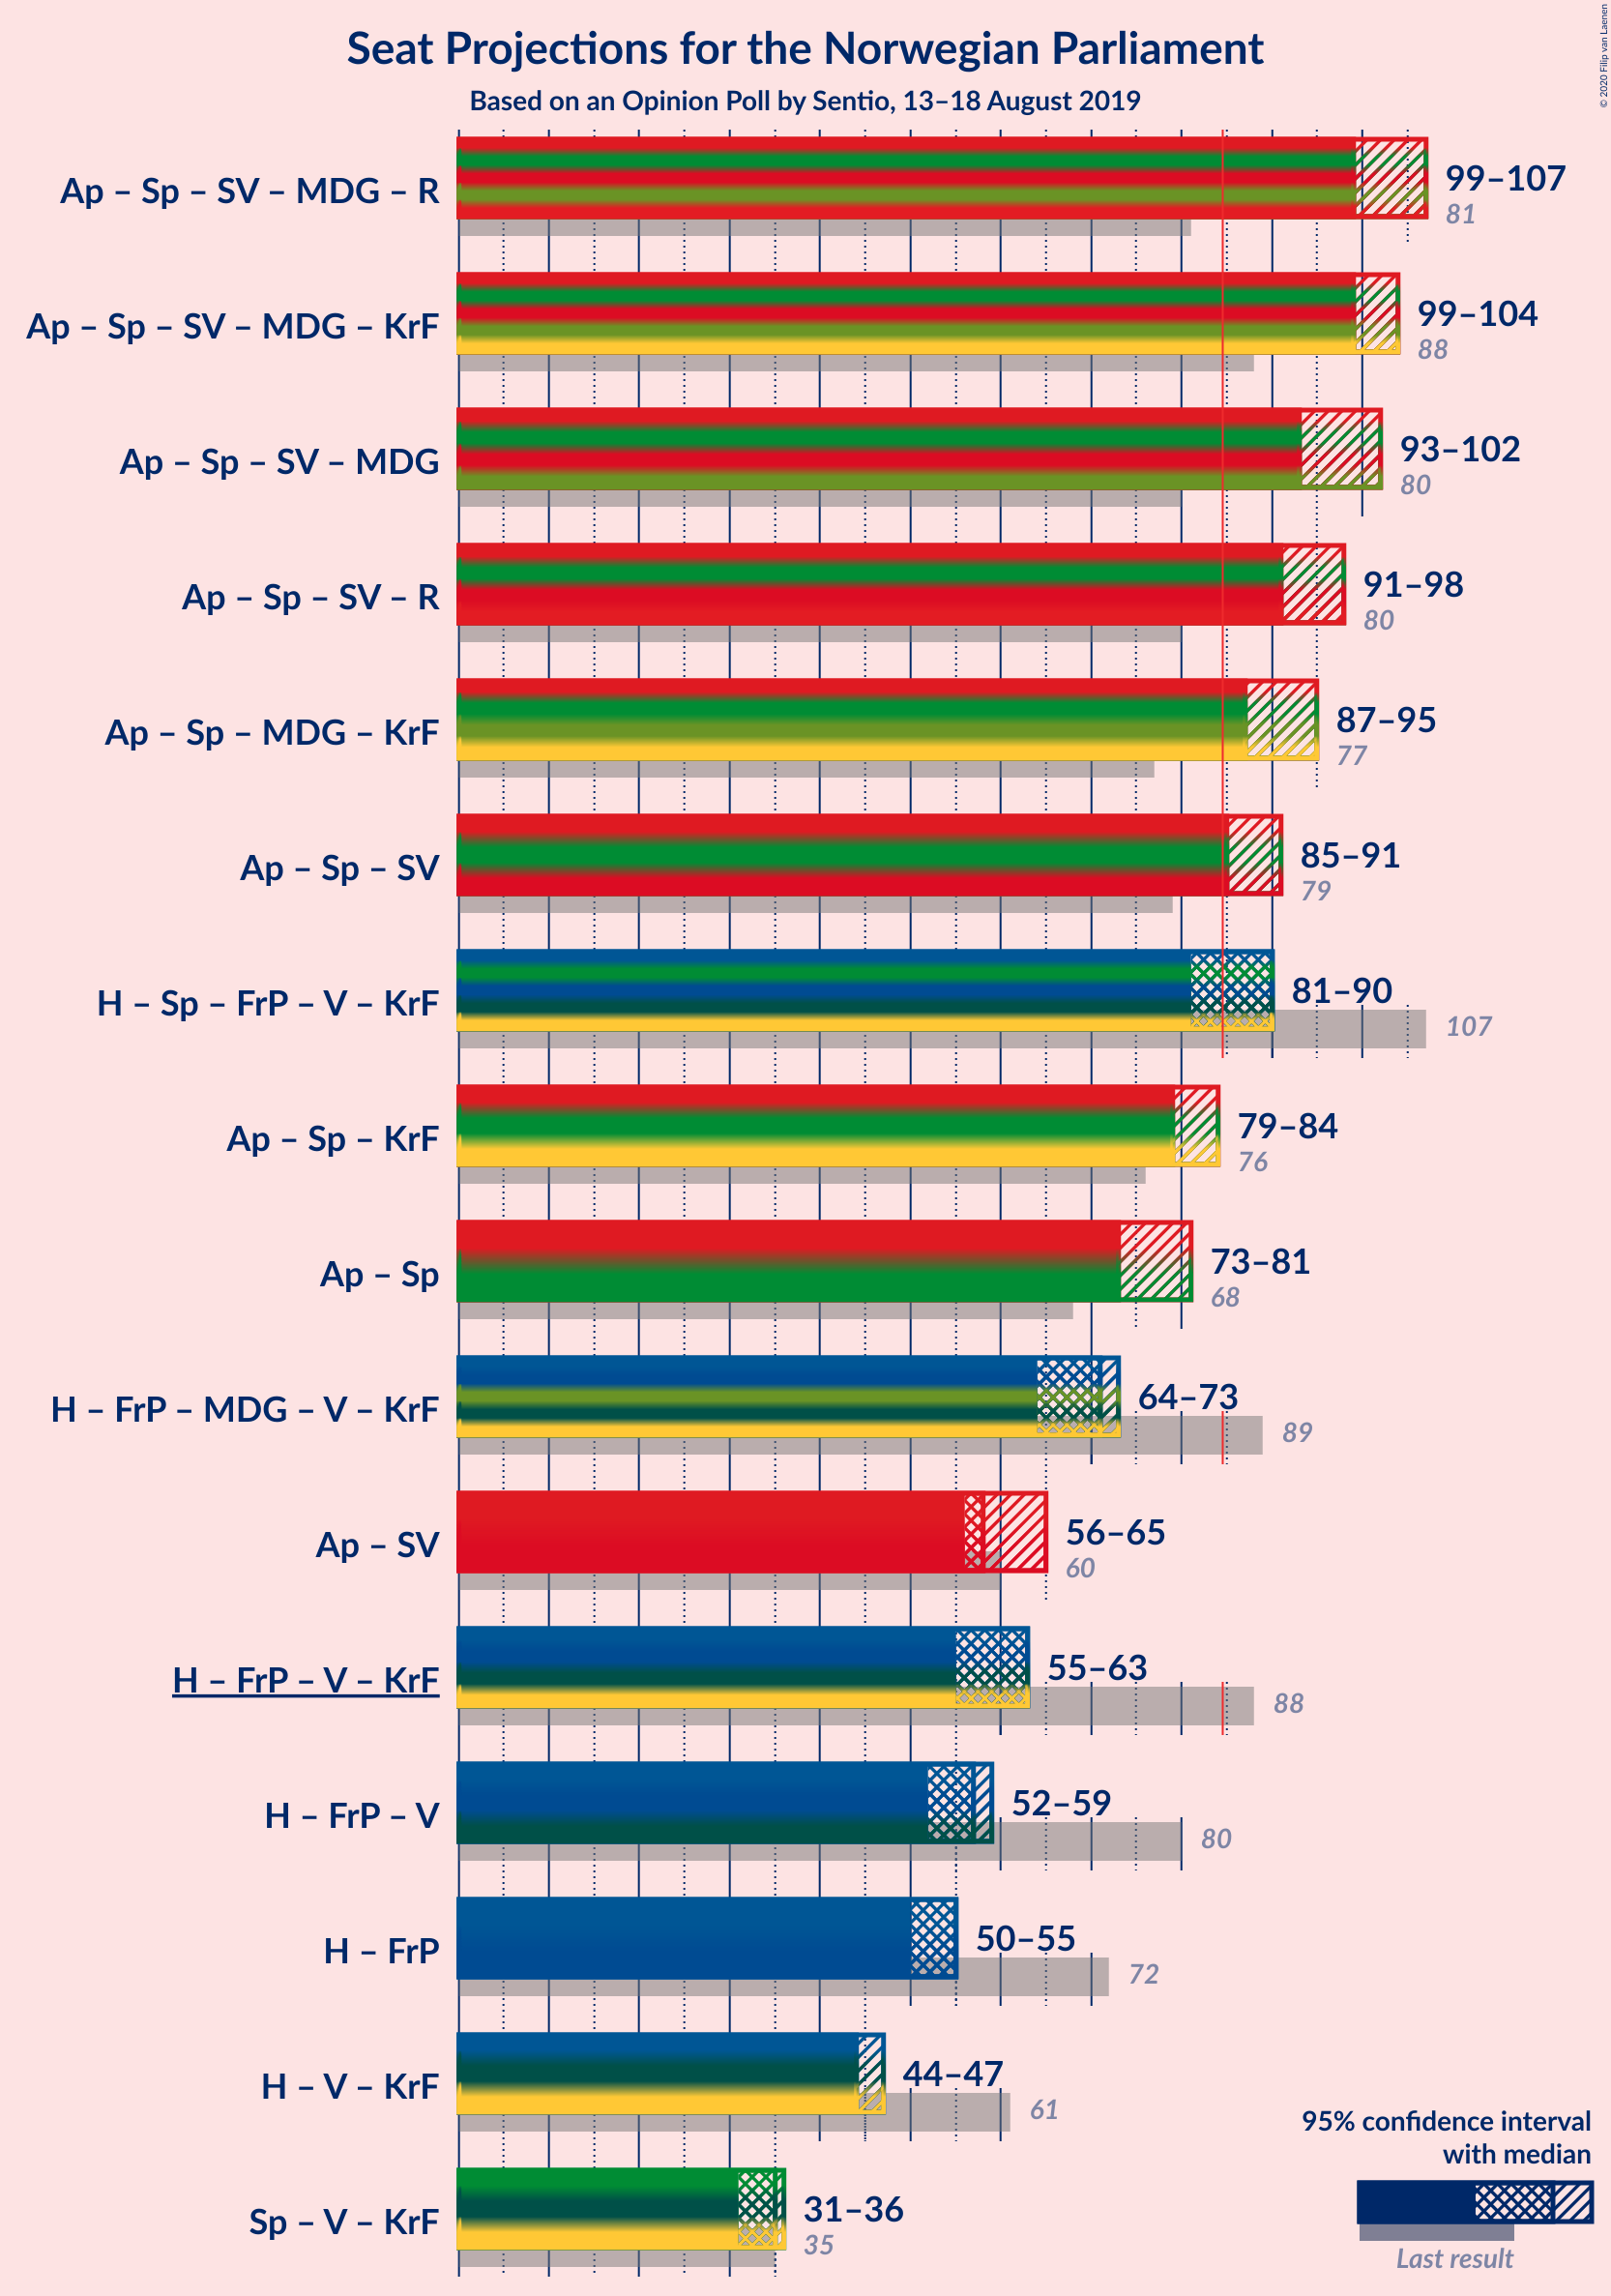 Seat Projections for the Norwegian Parliament
Based on an Opinion Poll by Sentio, 13–18 August 2019
© 2020 Filip van Laenen
Ap – Sp – SV – MDG – R
99–107
81
Ap – Sp – SV – MDG – KrF
99–104
88
Ap – Sp – SV – MDG
93–102
80
Ap – Sp – SV – R
91–98
80
Ap – Sp – MDG – KrF
87–95
77
Ap – Sp – SV
85–91
79
H – Sp – FrP – V – KrF
81–90
107
Ap – Sp – KrF
79–84
76
Ap – Sp
73–81
68
H – FrP – MDG – V – KrF
64–73
89
Ap – SV
56–65
60
H – FrP – V – KrF
55–63
88
H – FrP – V
52–59
80
H – FrP
50–55
72
H – V – KrF
44–47
61
Sp – V – KrF
31–36
35
95% confidence interval
with median
Last result